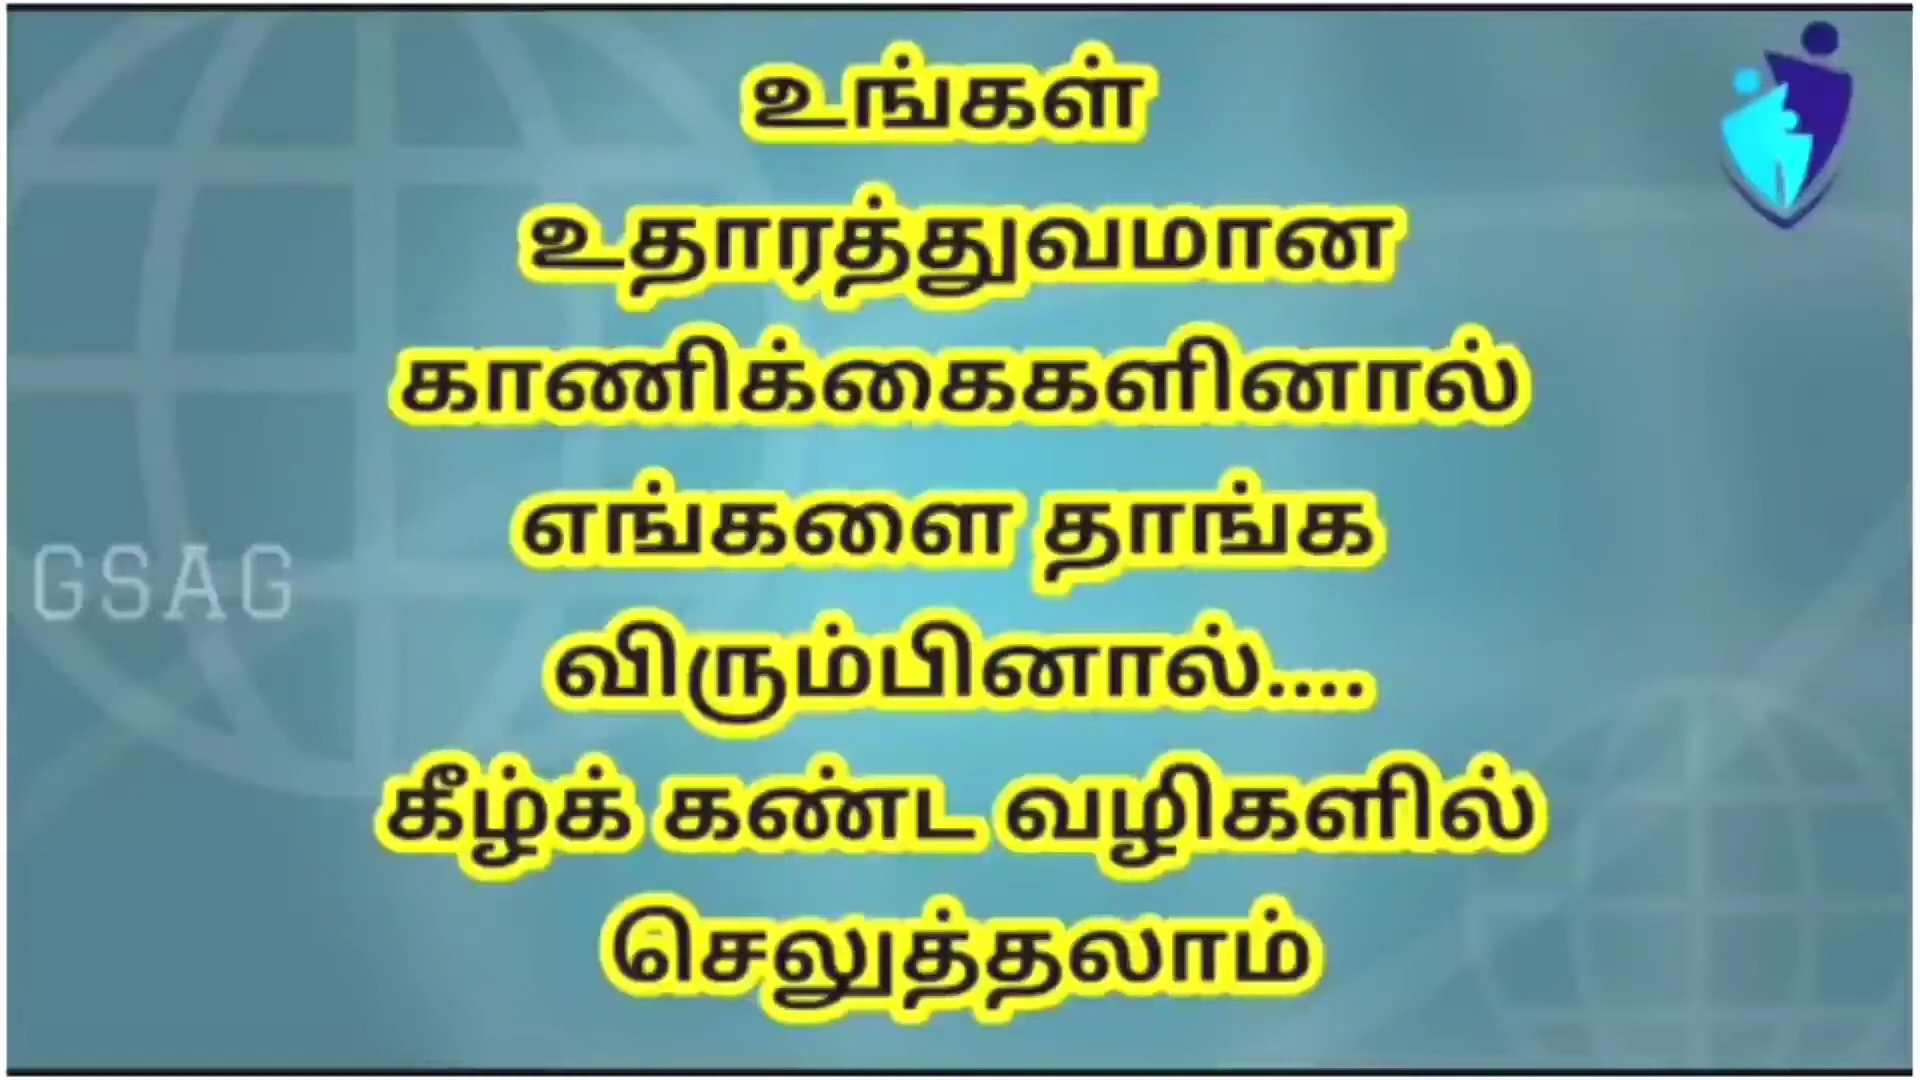 உங்கள்
உதாரத்துவமான
காணிக்கைகளினால்
எங்களை தாங்க
GSAG
விரும்பினால்....
கீழ்க் கண்ட வழிகளில்
செலுத்தலாம்